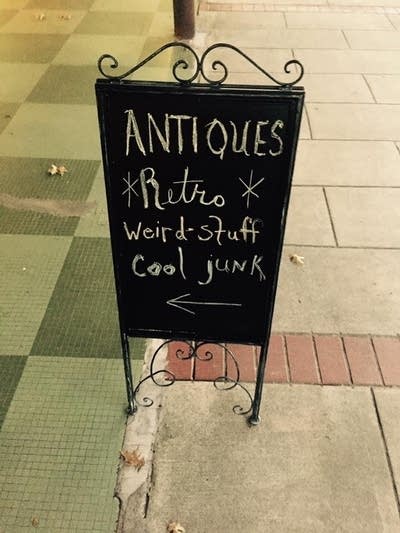 ANTIQUES
*Retro*
Weird-stuff
Cool junk
←